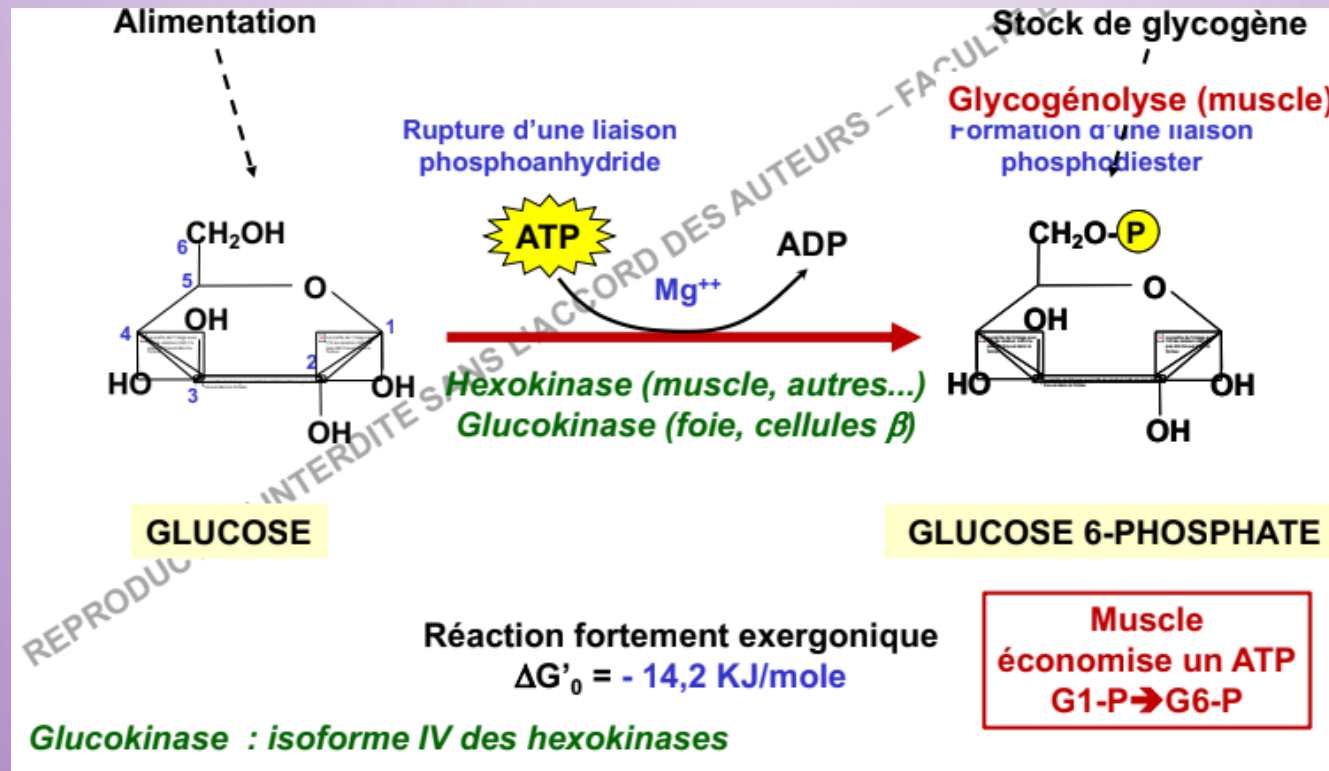 Alimentation
Stock de glycogène
Glycogénolyse (muscle)
Rupture d'une liaison
phosphoanhydride
Formation d'une liaison
phosphodiester
ATP
ADP
Mg⁺⁺
6
CH₂OH
5
O
4
OH
1
2
HO
3
OH
OH
CH₂O-P
O
OH
HO
OH
OH
Hexokinase (muscle, autres...)
Glucokinase (foie, cellules β)
GLUCOSE
GLUCOSE 6-PHOSPHATE
Réaction fortement exergonique
ΔG'₀ = - 14,2 KJ/mole
Muscle
économise un ATP
G1-P➔G6-P
Glucokinase : isoforme IV des hexokinases
INTERDITE SANS L'ACCORD DES AUTEURS – FACULTE